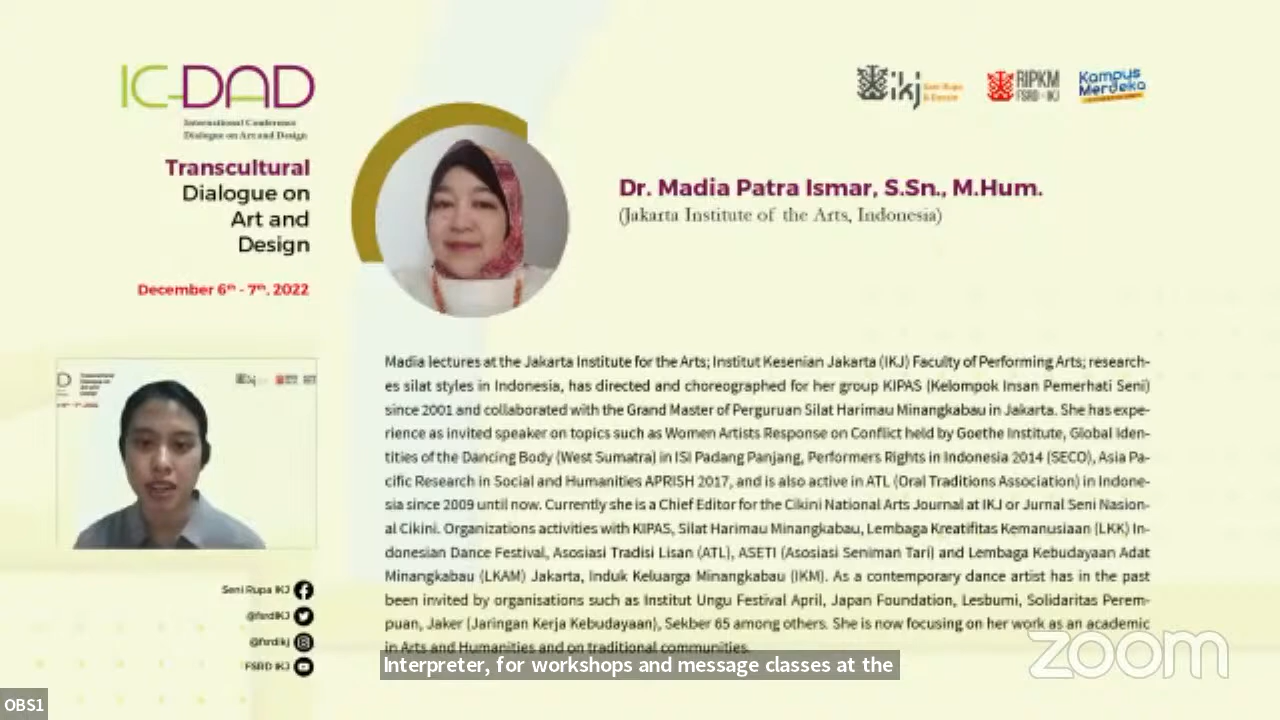 IC-DAD
International Conference
Dialogue on Art and Design
Transcultural
Dialogue on
Art and
Design
December 6th - 7th, 2022
ikj Seni Rupa
& Desain
RIPKM
FSRD - IKJ
Kampus
Merdeka
Dr. Madia Patra Ismar, S.Sn., M.Hum.
(Jakarta Institute of the Arts, Indonesia)
Madia lectures at the Jakarta Institute for the Arts; Institut Kesenian Jakarta (IKJ) Faculty of Performing Arts; research-
es silat styles in Indonesia, has directed and choreographed for her group KIPAS (Kelompok Insan Pemerhati Seni)
since 2001 and collaborated with the Grand Master of Perguruan Silat Harimau Minangkabau in Jakarta. She has expe-
rience as invited speaker on topics such as Women Artists Response on Conflict held by Goethe Institute, Global Iden-
tities of the Dancing Body (West Sumatra) in ISI Padang Panjang, Performers Rights in Indonesia 2014 (SECO), Asia Pa-
cific Research in Social and Humanities APRISH 2017, and is also active in ATL (Oral Traditions Association) in Indone-
sia since 2009 until now. Currently she is a Chief Editor for the Cikini National Arts Journal at IKJ or Jurnal Seni Nasion-
al Cikini. Organizations activities with KIPAS, Silat Harimau Minangkabau, Lembaga Kreatifitas Kemanusiaan (LKK) In-
donesian Dance Festival, Asosiasi Tradisi Lisan (ATL), ASETI (Asosiasi Seniman Tari) and Lembaga Kebudayaan Adat
Minangkabau (LKAM) Jakarta, Induk Keluarga Minangkabau (IKM). As a contemporary dance artist has in the past
been invited by organisations such as Institut Ungu Festival April, Japan Foundation, Lesbumi, Solidaritas Perem-
puan, Jaker (Jaringan Kerja Kebudayaan), Sekber 65 among others. She is now focusing on her work as an academic
in Arts and Humanities and on traditional communities.
Interpreter, for workshops and message classes at the
Seni Rupa IKJ
@fsrdIKJ
@fsrdikj
FSRD IKJ
zoom
OBS1